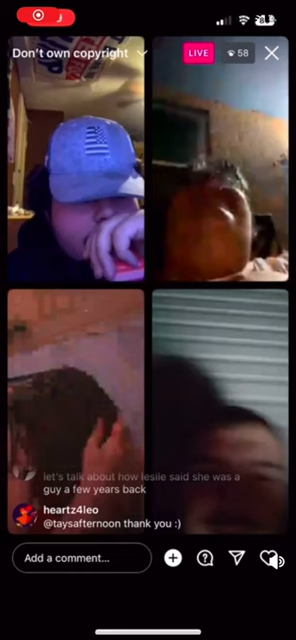 Don't own copyright
LIVE
58
let's talk about how leslie said she was a
guy a few years back
heartz4leo
@taysafternoon thank you :)
Add a comment...